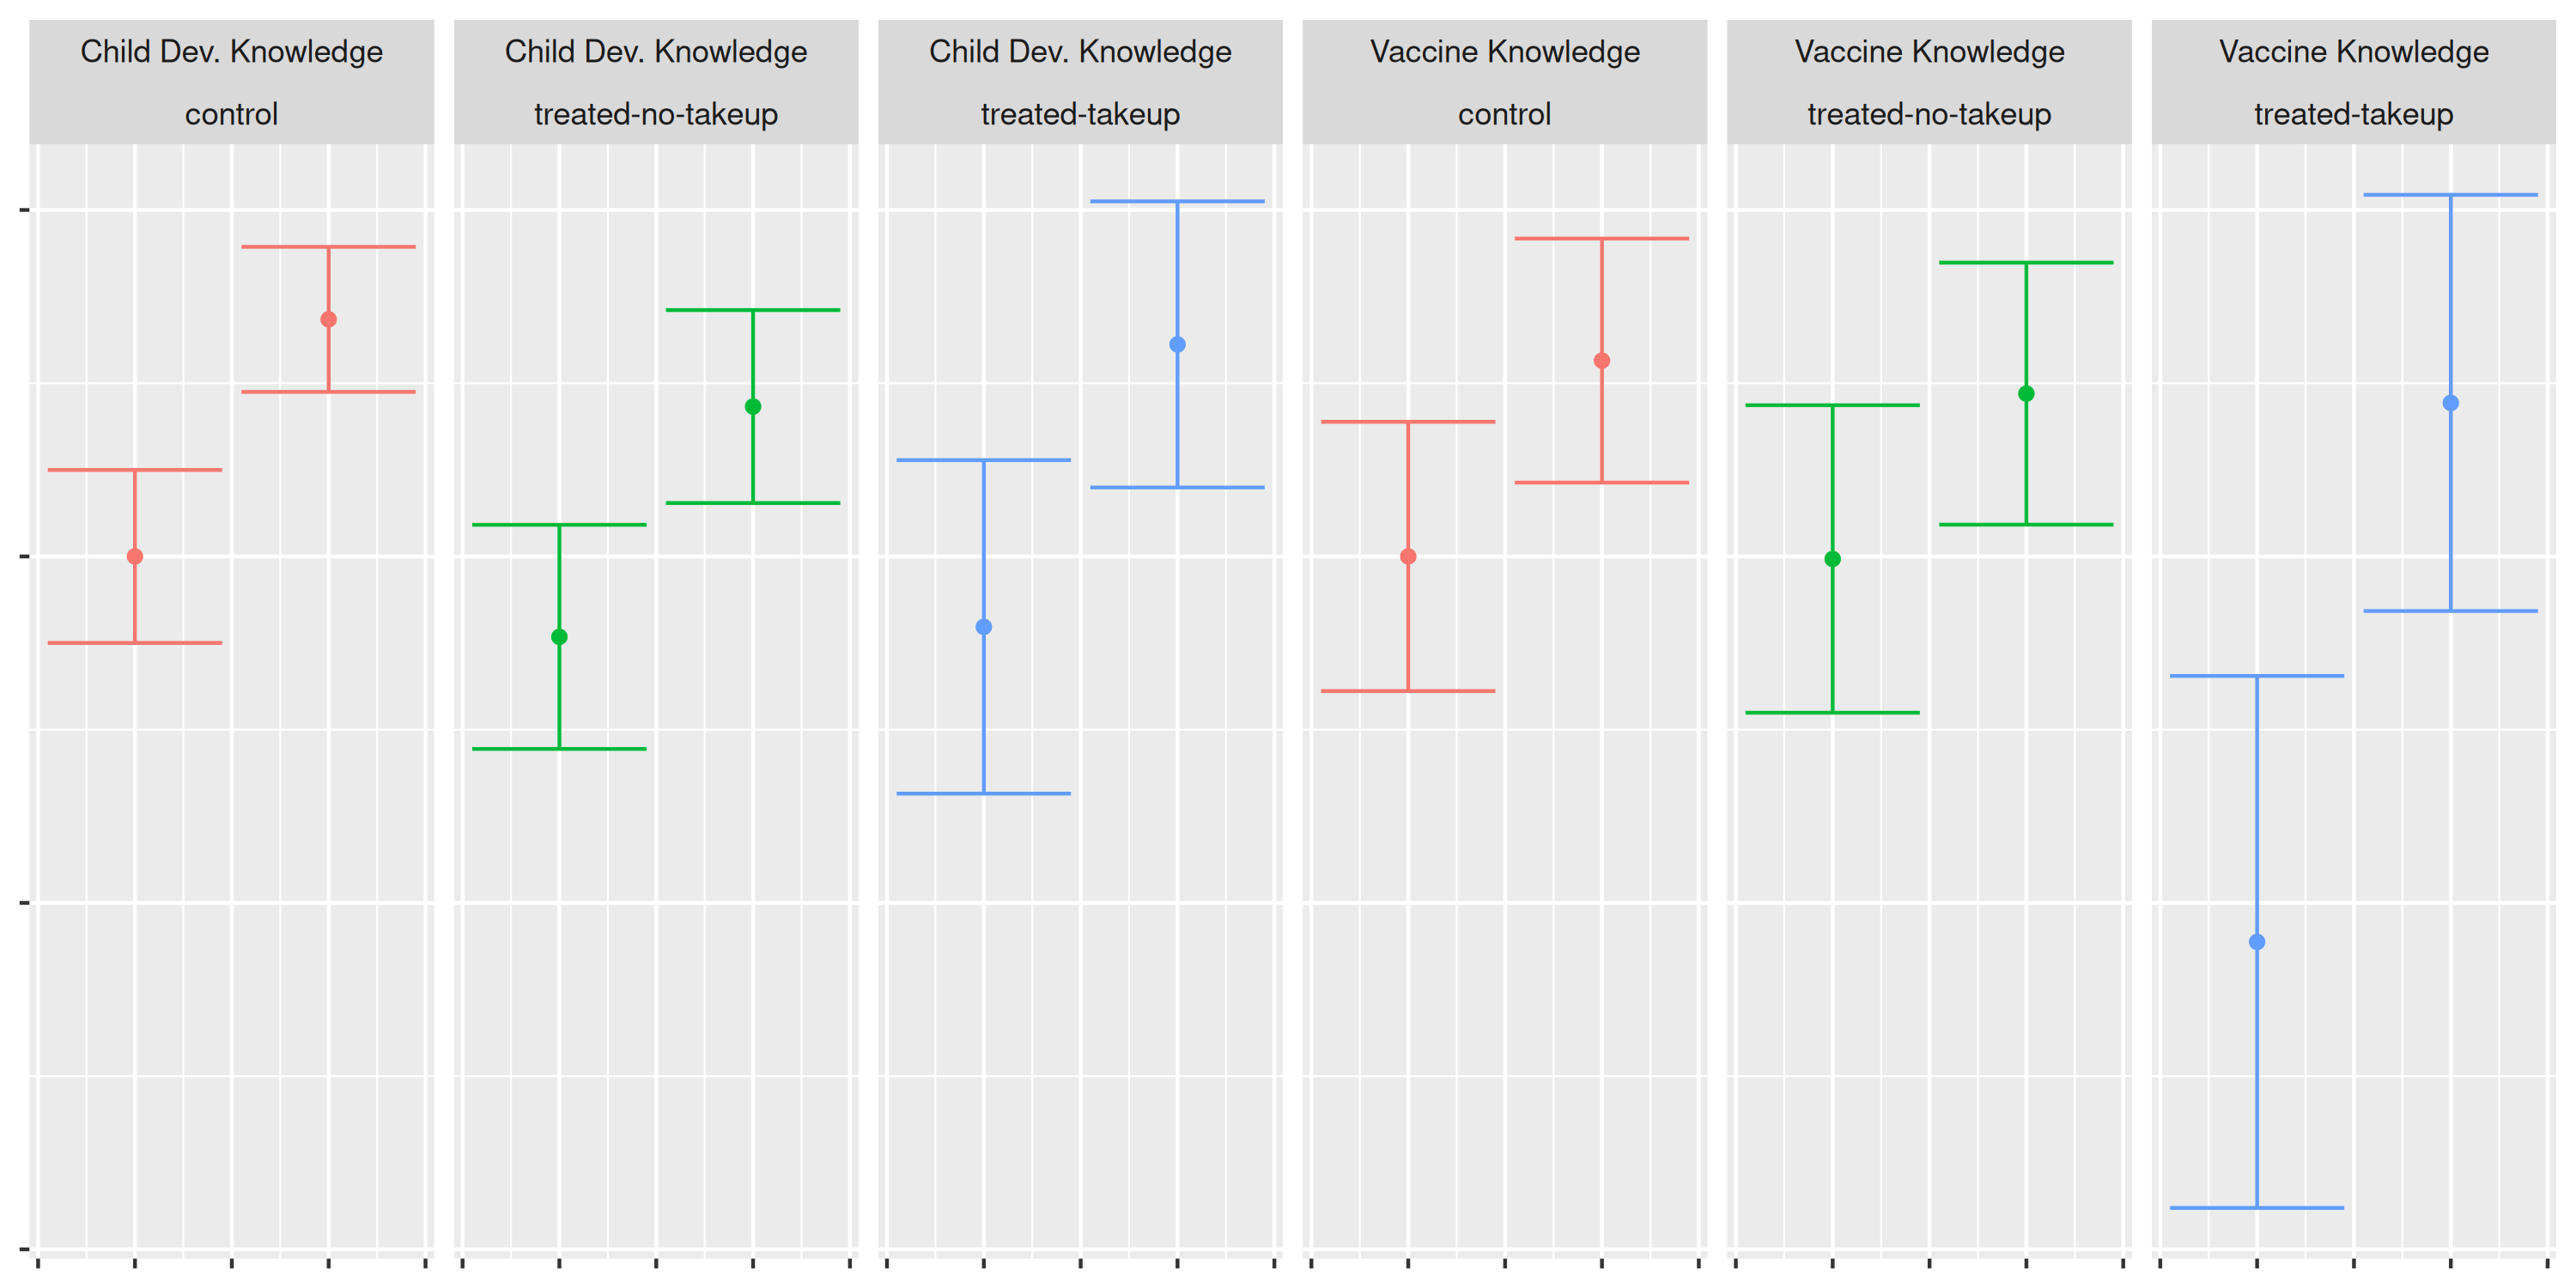 Child Dev. Knowledge
control
Child Dev. Knowledge
treated-no-takeup
Child Dev. Knowledge
treated-takeup
Vaccine Knowledge
control
Vaccine Knowledge
treated-no-takeup
Vaccine Knowledge
treated-takeup